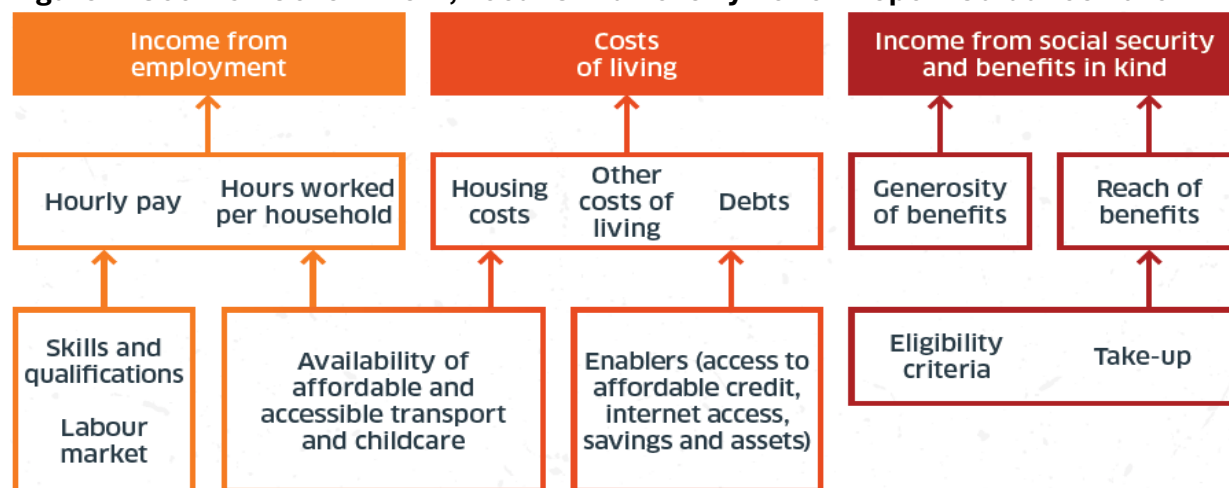 Income from
employment
Costs
of living
Income from social security
and benefits in kind
Hourly pay
Hours worked
per household
Housing
costs
Other
costs of
living
Debts
Generosity
of benefits
Reach of
benefits
Skills and
qualifications
Labour
market
Availability of
affordable and
accessible transport
and childcare
Enablers (access to
affordable credit,
internet access,
savings and assets)
Eligibility
criteria
Take-up